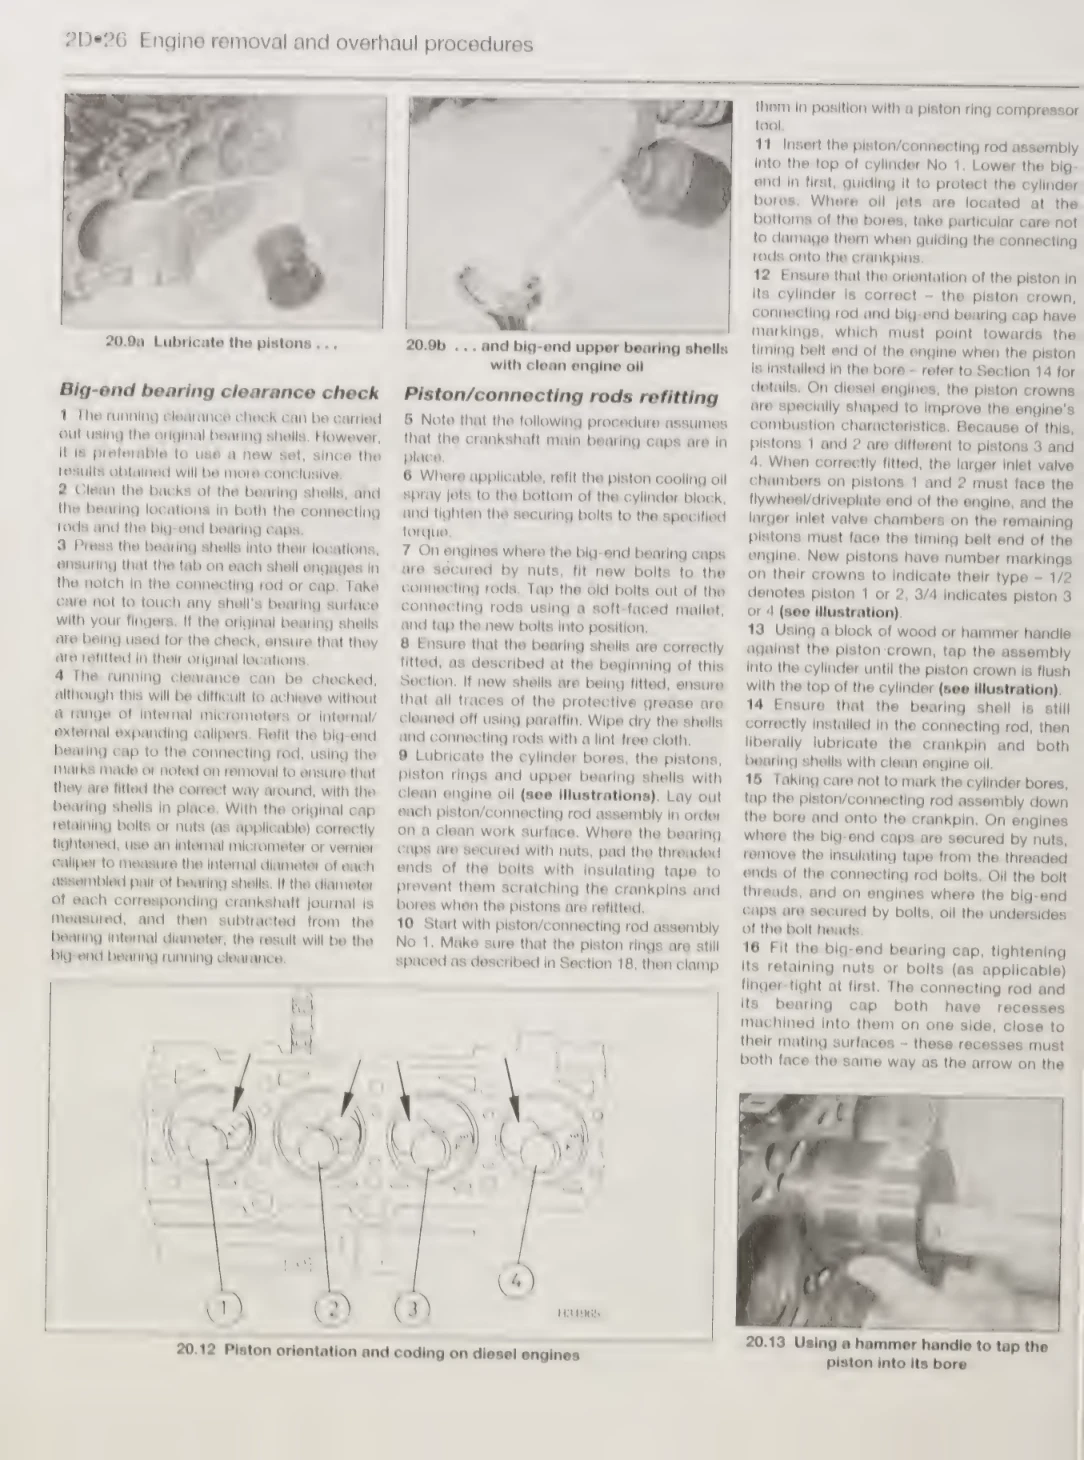 2D•26 Engine removal and overhaul procedures
20.9a Lubricate the pistons . . .
20.9b . . . and big-end upper bearing shells
with clean engine oil
Big-end bearing clearance check
1 The running clearance check can be carried
out using the original bearing shells. However,
it is preferable to use a new set, since the
results obtained will be more conclusive.
2 Clean the backs of the bearing shells, and
the bearing locations in both the connecting
rods and the big-end bearing caps.
3 Press the bearing shells into their locations,
ensuring that the tab on each shell engages in
the notch in the connecting rod or cap. Take
care not to touch any shell's bearing surface
with your fingers. If the original bearing shells
are being used for the check, ensure that they
are refitted in their original locations.
4 The running clearance can be checked,
although this will be difficult to achieve without
a range of internal micrometers or internal/
external expanding calipers. Refit the big-end
bearing cap to the connecting rod, using the
marks made or noted on removal to ensure that
they are fitted the correct way around, with the
bearing shells in place. With the original cap
retaining bolts or nuts (as applicable) correctly
tightened, use an internal micrometer or vernier
caliper to measure the internal diameter of each
assembled pair of bearing shells. If the diameter
of each corresponding crankshaft journal is
measured, and then subtracted from the
bearing internal diameter, the result will be the
big-end bearing running clearance.
Piston/connecting rods refitting
5 Note that the following procedure assumes
that the crankshaft main bearing caps are in
place.
6 Where applicable, refit the piston cooling oil
spray jets to the bottom of the cylinder block,
and tighten the securing bolts to the specified
torque.
7 On engines where the big-end bearing caps
are secured by nuts, fit new bolts to the
connecting rods. Tap the old bolts out of the
connecting rods using a soft-faced mallet,
and tap the new bolts into position.
8 Ensure that the bearing shells are correctly
fitted, as described at the beginning of this
Section. If new shells are being fitted, ensure
that all traces of the protective grease are
cleaned off using paraffin. Wipe dry the shells
and connecting rods with a lint free cloth.
9 Lubricate the cylinder bores, the pistons,
piston rings and upper bearing shells with
clean engine oil (see illustrations). Lay out
each piston/connecting rod assembly in order
on a clean work surface. Where the bearing
caps are secured with nuts, pad the threaded
ends of the bolts with insulating tape to
prevent them scratching the crankpins and
bores when the pistons are refitted.
10 Start with piston/connecting rod assembly
No 1. Make sure that the piston rings are still
spaced as described in Section 18, then clamp
them in position with a piston ring compressor
tool.
11 Insert the piston/connecting rod assembly
into the top of cylinder No 1. Lower the big-
end in first, guiding it to protect the cylinder
bores. Where oil jets are located at the
bottoms of the bores, take particular care not
to damage them when guiding the connecting
rods onto the crankpins.
12 Ensure that the orientation of the piston in
its cylinder is correct – the piston crown,
connecting rod and big-end bearing cap have
markings, which must point towards the
timing belt end of the engine when the piston
is installed in the bore – refer to Section 14 for
details. On diesel engines, the piston crowns
are specially shaped to improve the engine's
combustion characteristics. Because of this,
pistons 1 and 2 are different to pistons 3 and
4. When correctly fitted, the larger inlet valve
chambers on pistons 1 and 2 must face the
flywheel/driveplate end of the engine, and the
larger inlet valve chambers on the remaining
pistons must face the timing belt end of the
engine. New pistons have number markings
on their crowns to indicate their type – 1/2
denotes piston 1 or 2, 3/4 indicates piston 3
or 4 (see illustration).
13 Using a block of wood or hammer handle
against the piston crown, tap the assembly
into the cylinder until the piston crown is flush
with the top of the cylinder (see illustration).
14 Ensure that the bearing shell is still
correctly installed in the connecting rod, then
liberally lubricate the crankpin and both
bearing shells with clean engine oil.
15 Taking care not to mark the cylinder bores,
tap the piston/connecting rod assembly down
the bore and onto the crankpin. On engines
where the big-end caps are secured by nuts,
remove the insulating tape from the threaded
ends of the connecting rod bolts. Oil the bolt
threads, and on engines where the big-end
caps are secured by bolts, oil the undersides
of the bolt heads.
16 Fit the big-end bearing cap, tightening
its retaining nuts or bolts (as applicable)
finger-tight at first. The connecting rod and
its bearing cap both have recesses
machined into them on one side, close to
their mating surfaces – these recesses must
both face the same way as the arrow on the
1
2
3
4
H31985
20.12 Piston orientation and coding on diesel engines
20.13 Using a hammer handle to tap the
piston into its bore